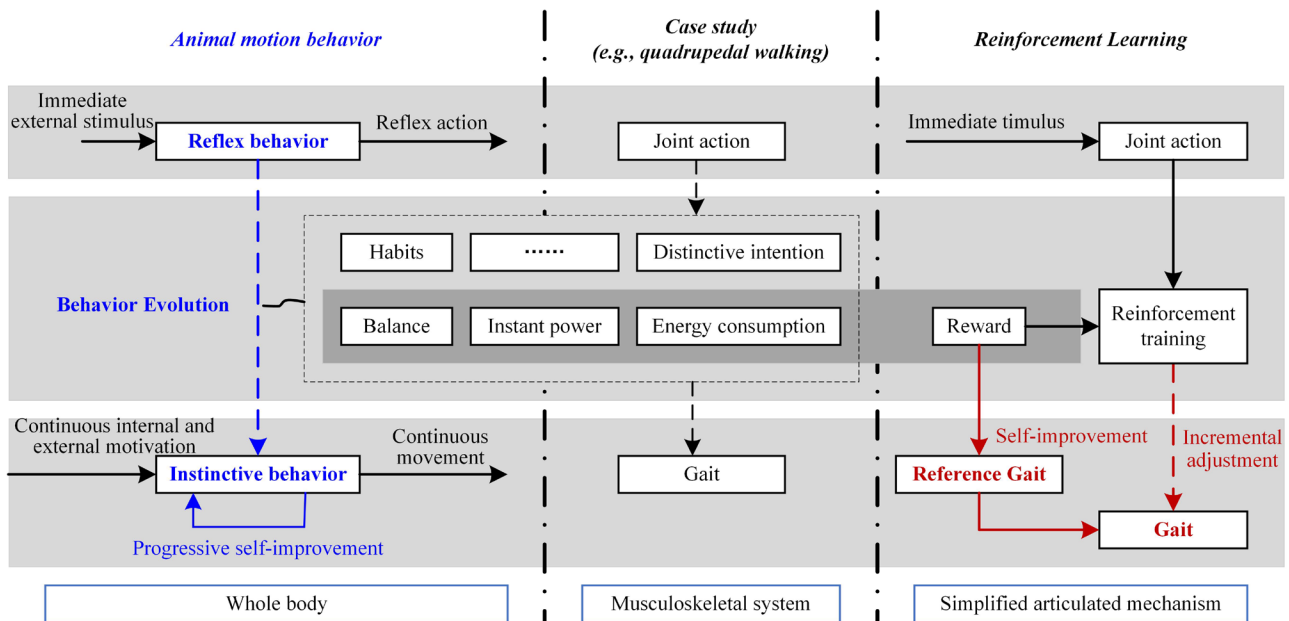 Animal motion behavior
Case study
(e.g., quadrupedal walking)
Reinforcement Learning
Immediate
external stimulus
Reflex behavior
Reflex action
Joint action
Immediate timulus
Joint action
Behavior Evolution
Habits
······
Distinctive intention
Balance
Instant power
Energy consumption
Reward
Reinforcement
training
Continuous internal and
external motivation
Instinctive behavior
Continuous
movement
Progressive self-improvement
Gait
Self-improvement
Reference Gait
Incremental
adjustment
Gait
Whole body
Musculoskeletal system
Simplified articulated mechanism